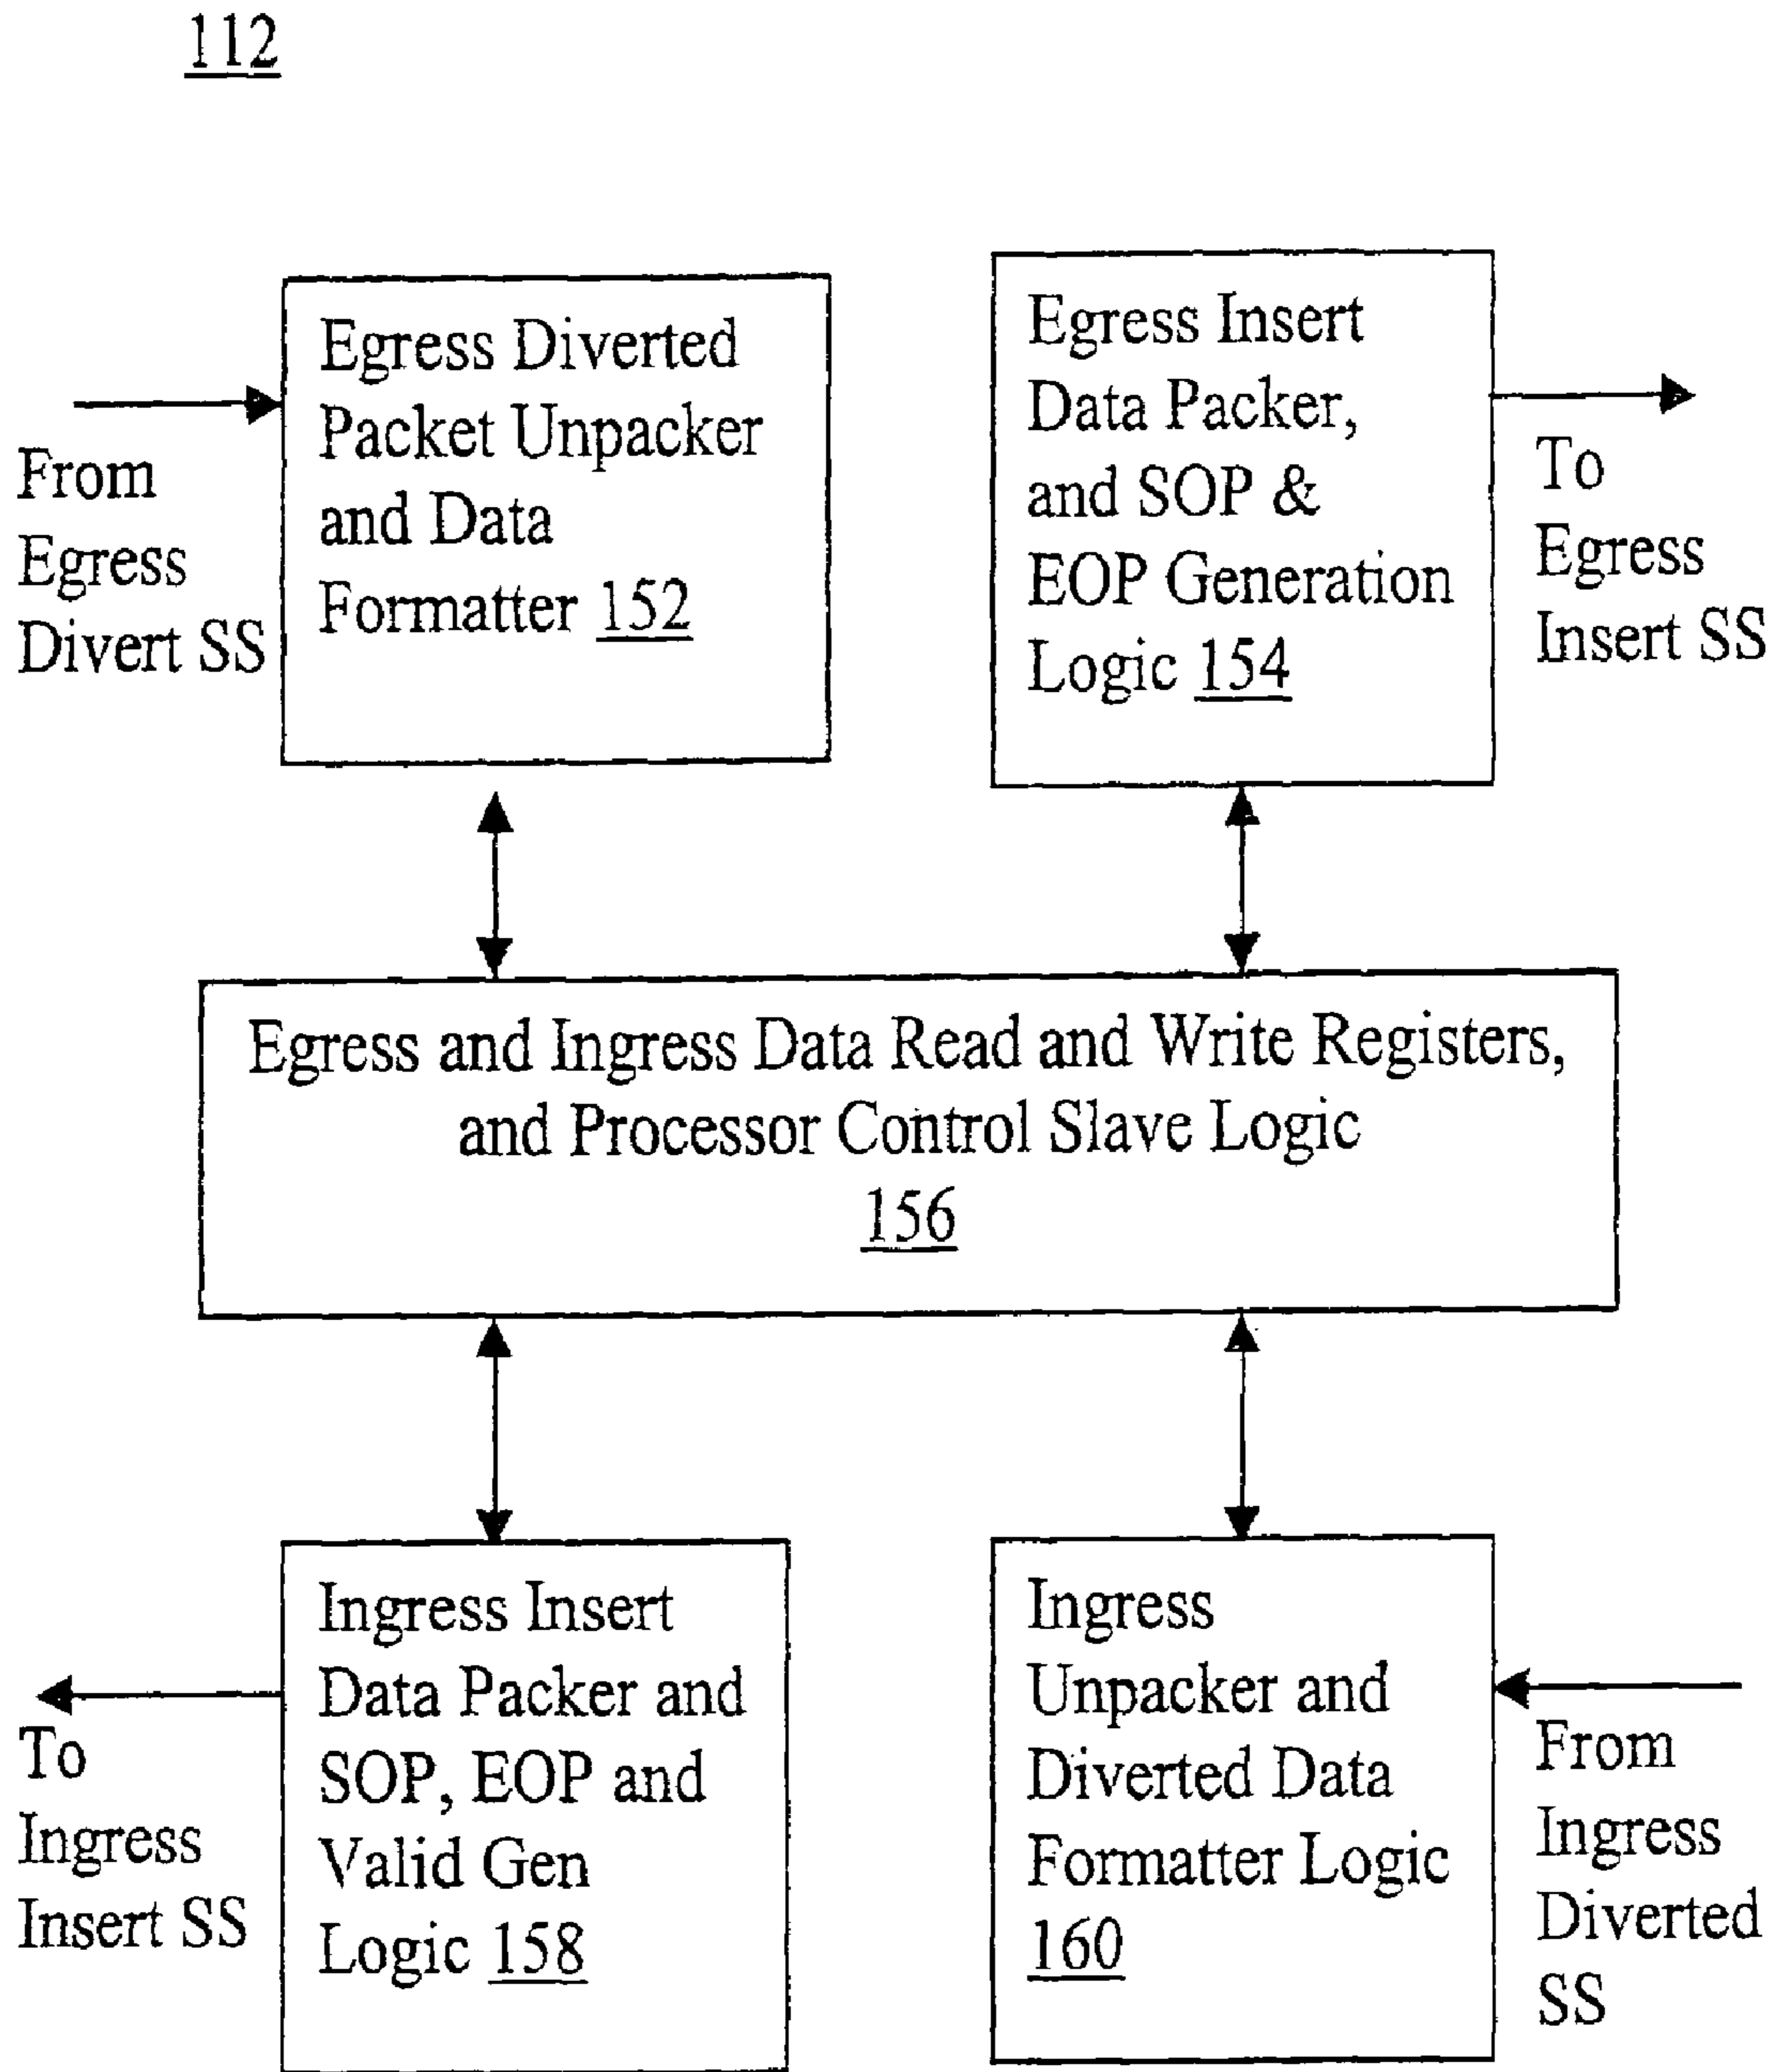 112
Egress Diverted
Packet Unpacker
and Data
Formatter 152
Egress Insert
Data Packer,
and SOP &
EOP Generation
Logic 154
From
Egress
Divert SS
To
Egress
Insert SS
Egress and Ingress Data Read and Write Registers,
and Processor Control Slave Logic
156
Ingress Insert
Data Packer and
SOP, EOP and
Valid Gen
Logic 158
Ingress
Unpacker and
Diverted Data
Formatter Logic
160
To
Ingress
Insert SS
From
Ingress
Diverted
SS